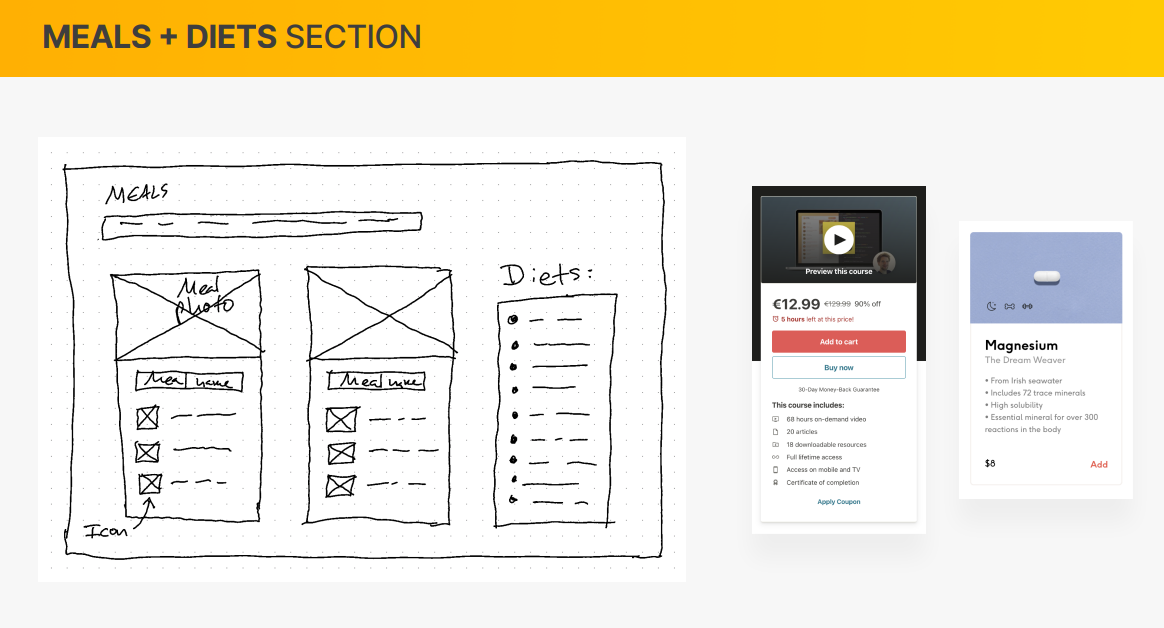 MEALS + DIETS SECTION
MEALS
Meal
photo
Meal name
Meal name
Icon
Diets:
Preview this course
€12.99 €129.99 90% off
5 hours left at this price!
Add to cart
Buy now
30-Day Money-Back Guarantee
This course includes:
68 hours on-demand video
20 articles
18 downloadable resources
Full lifetime access
Access on mobile and TV
Certificate of completion
Apply Coupon
Magnesium
The Dream Weaver
• From Irish seawater
• Includes 72 trace minerals
• High solubility
• Essential mineral for over 300
reactions in the body
$8 Add